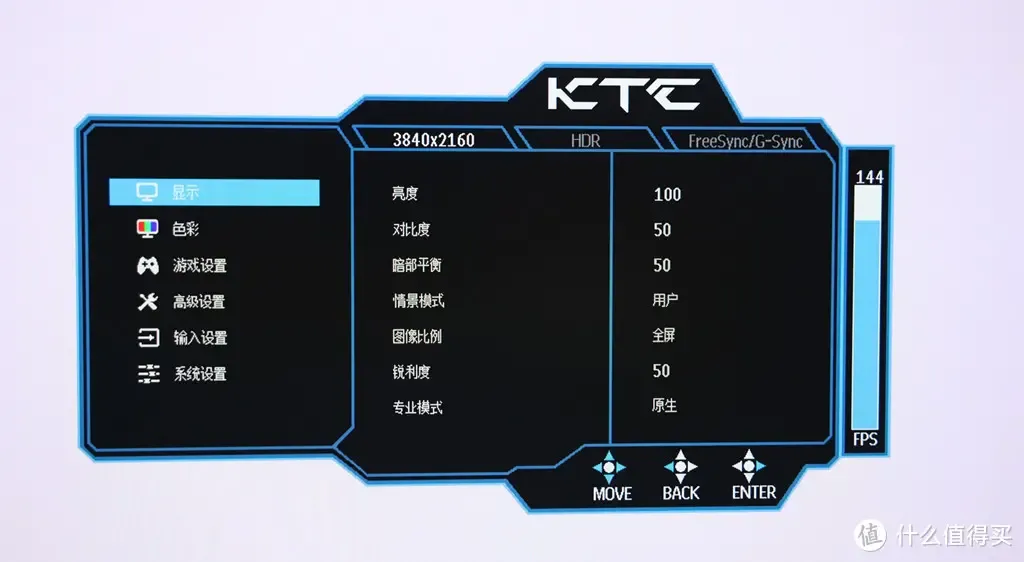 KTC
3840x2160 HDR FreeSync/G-Sync
144
显示
色彩
游戏设置
高级设置
输入设置
系统设置
亮度 100
对比度 50
暗部平衡 50
情景模式 用户
图像比例 全屏
锐利度 50
专业模式 原生
FPS
MOVE BACK ENTER
值 什么值得买